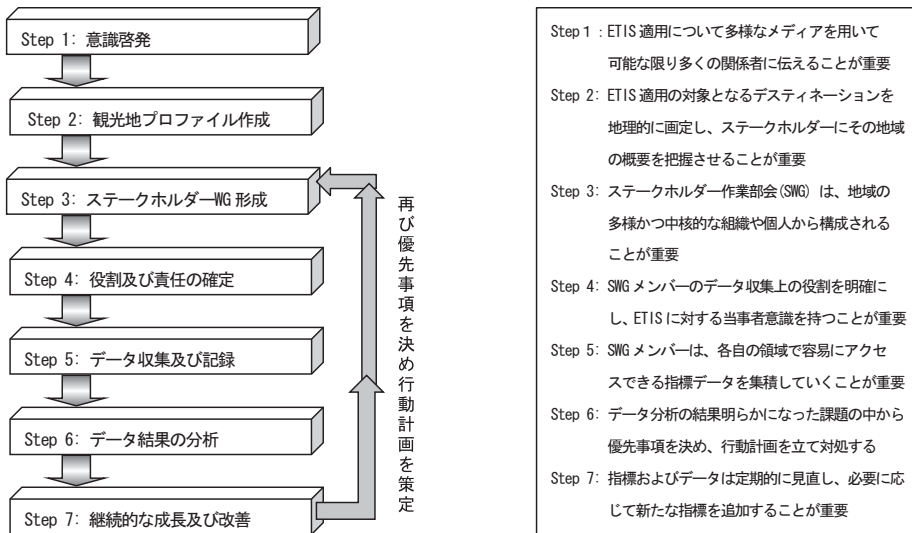 Step 1: 意識啓発
Step 2: 観光地プロファイル作成
Step 3: ステークホルダーWG 形成
Step 4: 役割及び責任の確定
Step 5: データ収集及び記録
Step 6: データ結果の分析
Step 7: 継続的な成長及び改善
再び優先事項を決め行動計画を策定
Step 1 : ETIS 適用について多様なメディアを用いて
可能な限り多くの関係者に伝えることが重要
Step 2: ETIS 適用の対象となるデスティネーションを
地理的に画定し、ステークホルダーにその地域
の概要を把握させることが重要
Step 3: ステークホルダー作業部会(SWG) は、地域の
多様かつ中核的な組織や個人から構成される
ことが重要
Step 4: SWG メンバーのデータ収集上の役割を明確に
し、ETIS に対する当事者意識を持つことが重要
Step 5: SWG メンバーは、各自の領域で容易にアクセ
スできる指標データを集積していくことが重要
Step 6: データ分析の結果明らかになった課題の中から
優先事項を決め、行動計画を立て対処する
Step 7: 指標およびデータは定期的に見直し、必要に応
じて新たな指標を追加することが重要